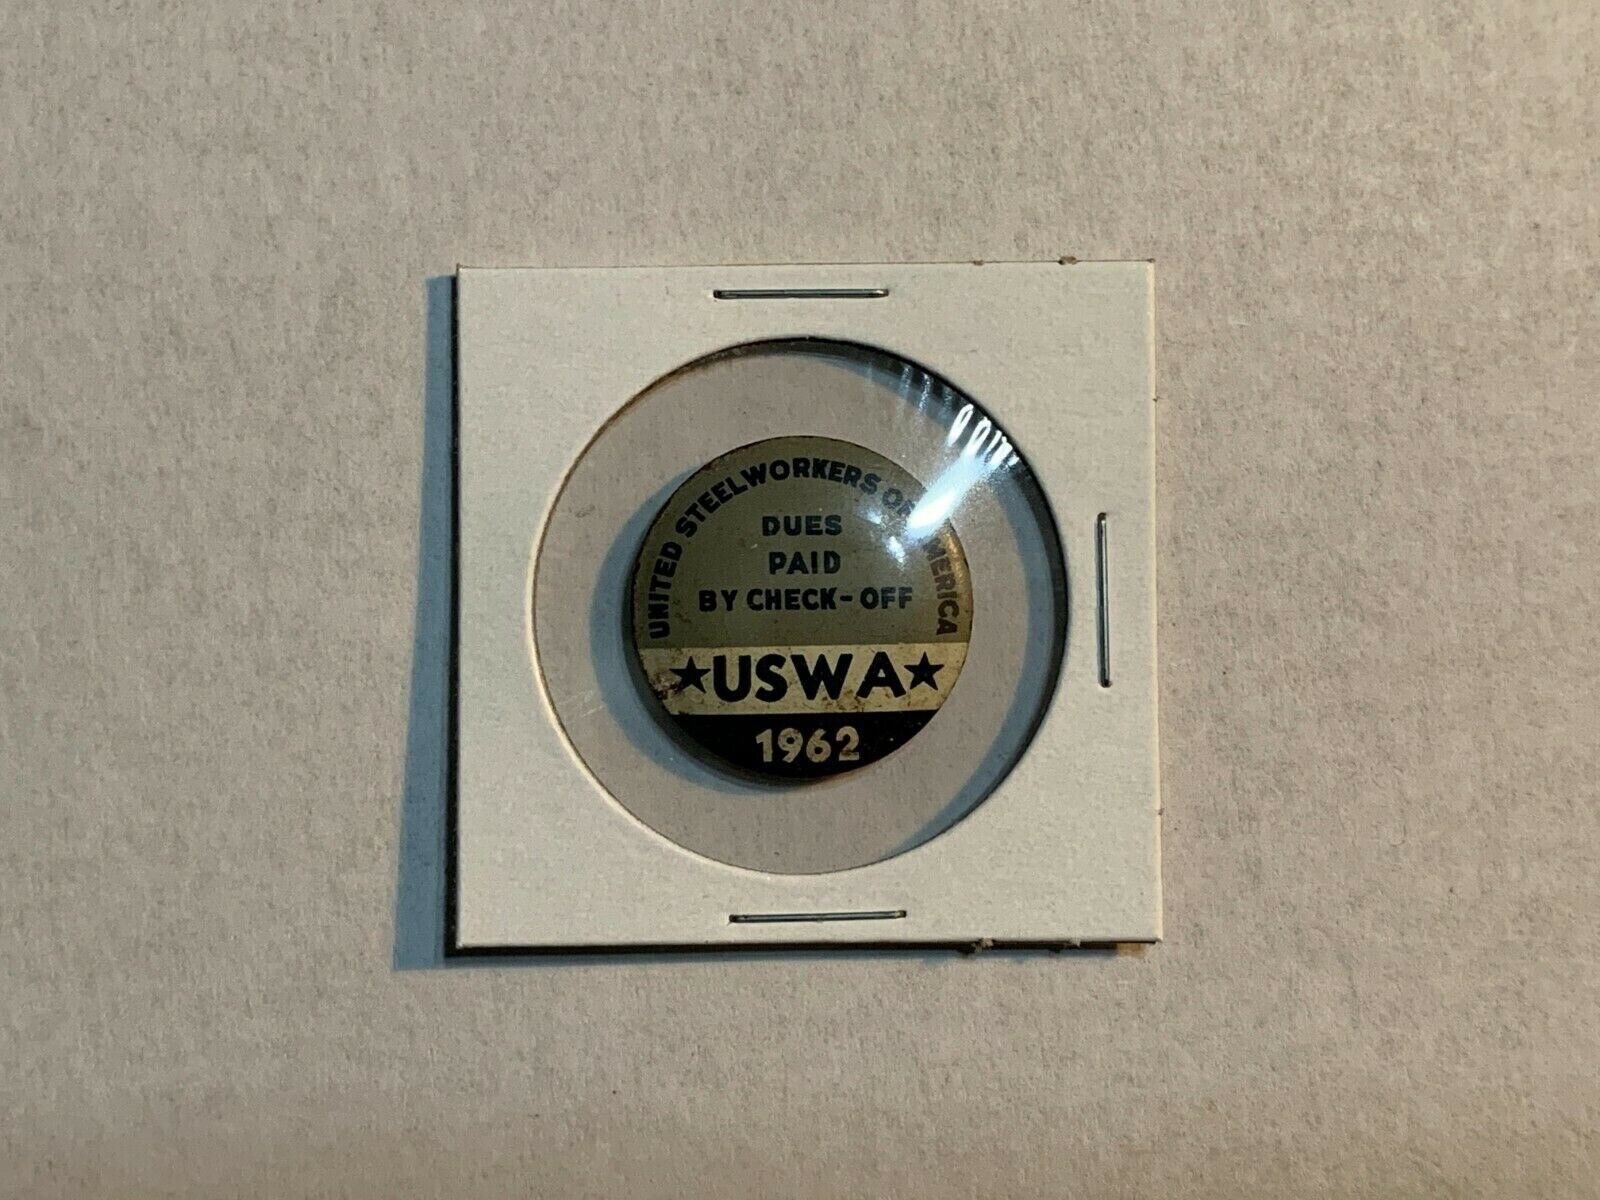 UNITED STEELWORKERS OF AMERICA
DUES
PAID
BY CHECK-OFF
★USWA★
1962